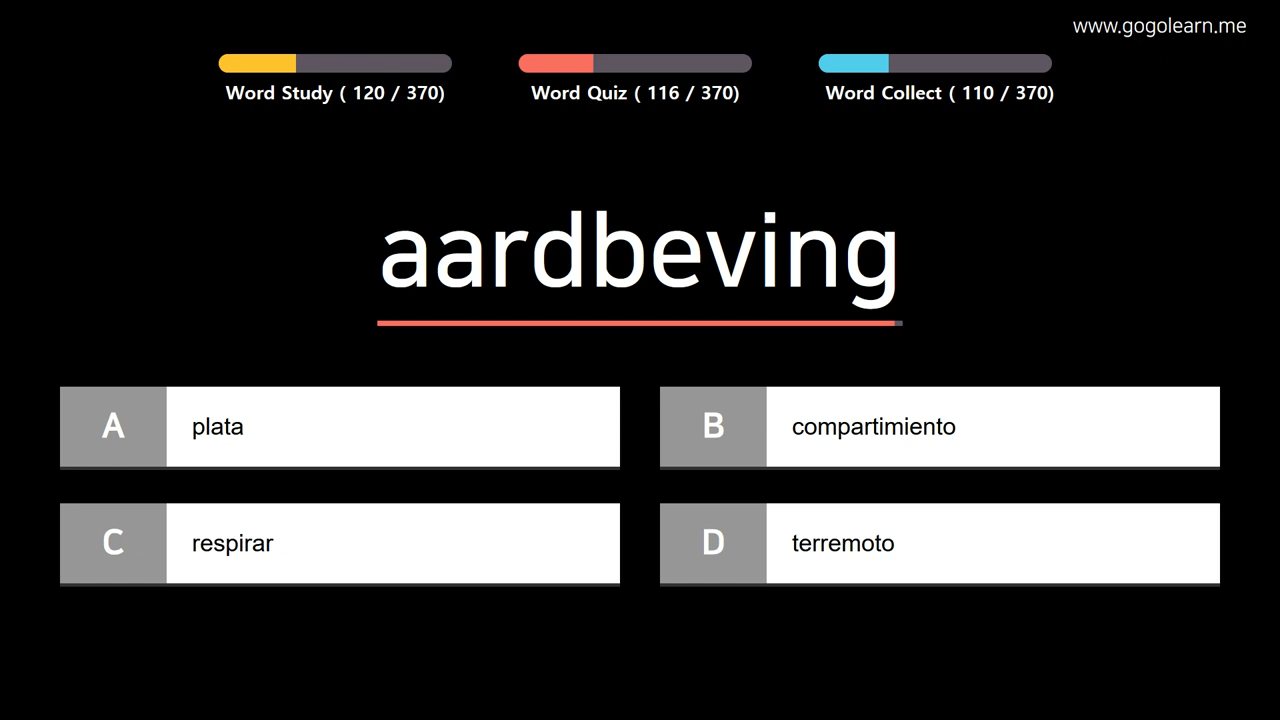 www.gogolearn.me
Word Study ( 120 / 370)
Word Quiz ( 116 / 370)
Word Collect ( 110 / 370)
aardbeving
A plata
B compartimiento
C respirar
D terremoto